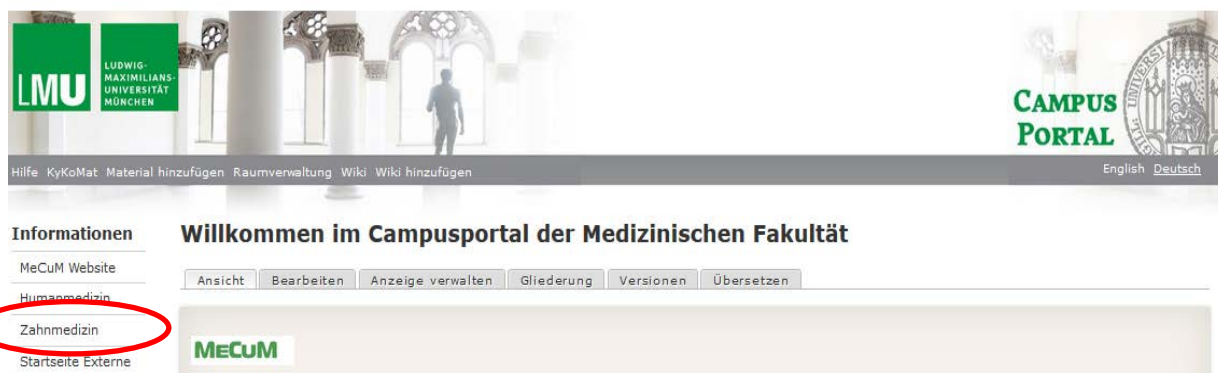 LMU
LUDWIG-
MAXIMILIANS-
UNIVERSITÄT
MÜNCHEN
CAMPUS
PORTAL
Hilfe KyKoMat Material hinzufügen Raumverwaltung Wiki Wiki hinzufügen
English Deutsch
Informationen
Willkommen im Campusportal der Medizinischen Fakultät
MeCuM Website
Ansicht Bearbeiten Anzeige verwalten Gliederung Versionen Übersetzen
Humanmedizin
Zahnmedizin
Startseite Externe
MECUM